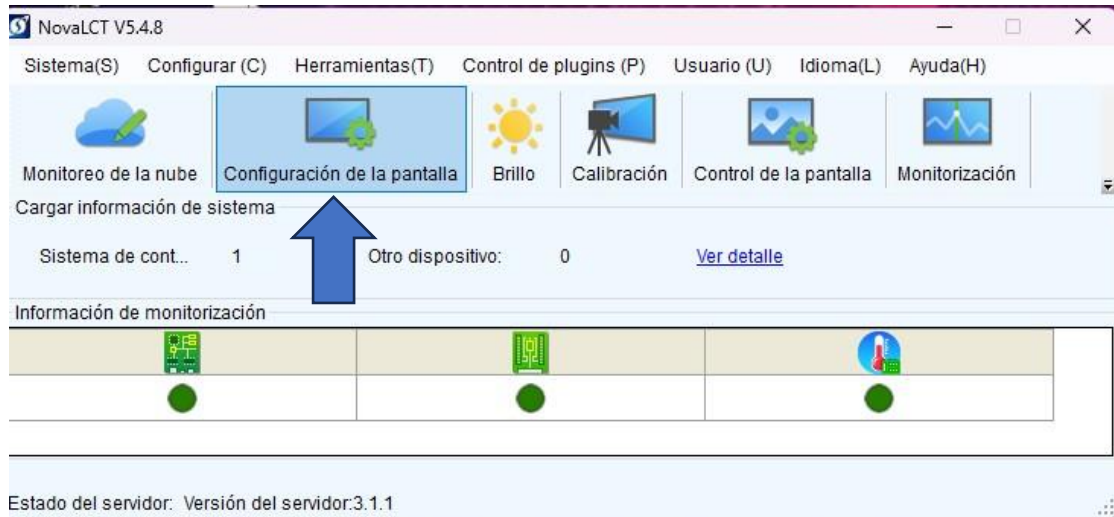 NovaLCT V5.4.8
Sistema(S) Configurar (C) Herramientas(T) Control de plugins (P) Usuario (U) Idioma(L) Ayuda(H)
Monitoreo de la nube Configuración de la pantalla Brillo Calibración Control de la pantalla Monitorización
Cargar información de sistema
Sistema de cont... 1 Otro dispositivo: 0 Ver detalle
Información de monitorización
Estado del servidor: Versión del servidor:3.1.1